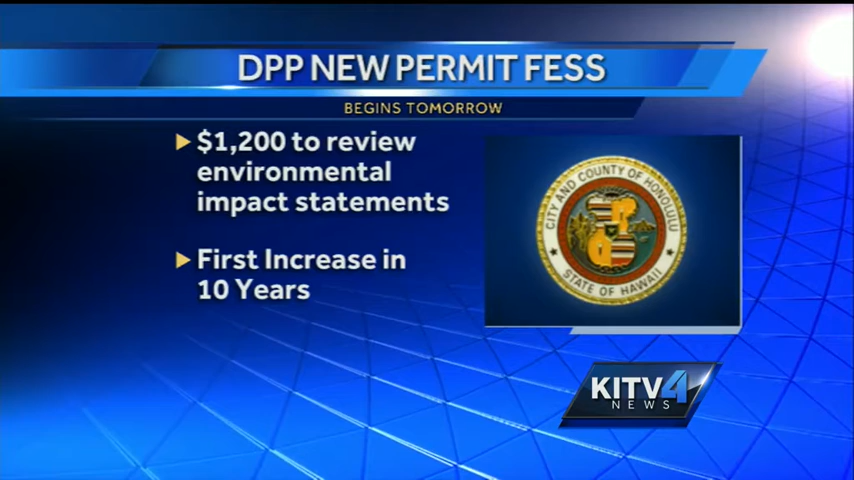 DPP NEW PERMIT FESS
BEGINS TOMORROW
$1,200 to review
environmental
impact statements
First Increase in
10 Years
CITY AND COUNTY OF HONOLULU
STATE OF HAWAII
KITV4
NEWS